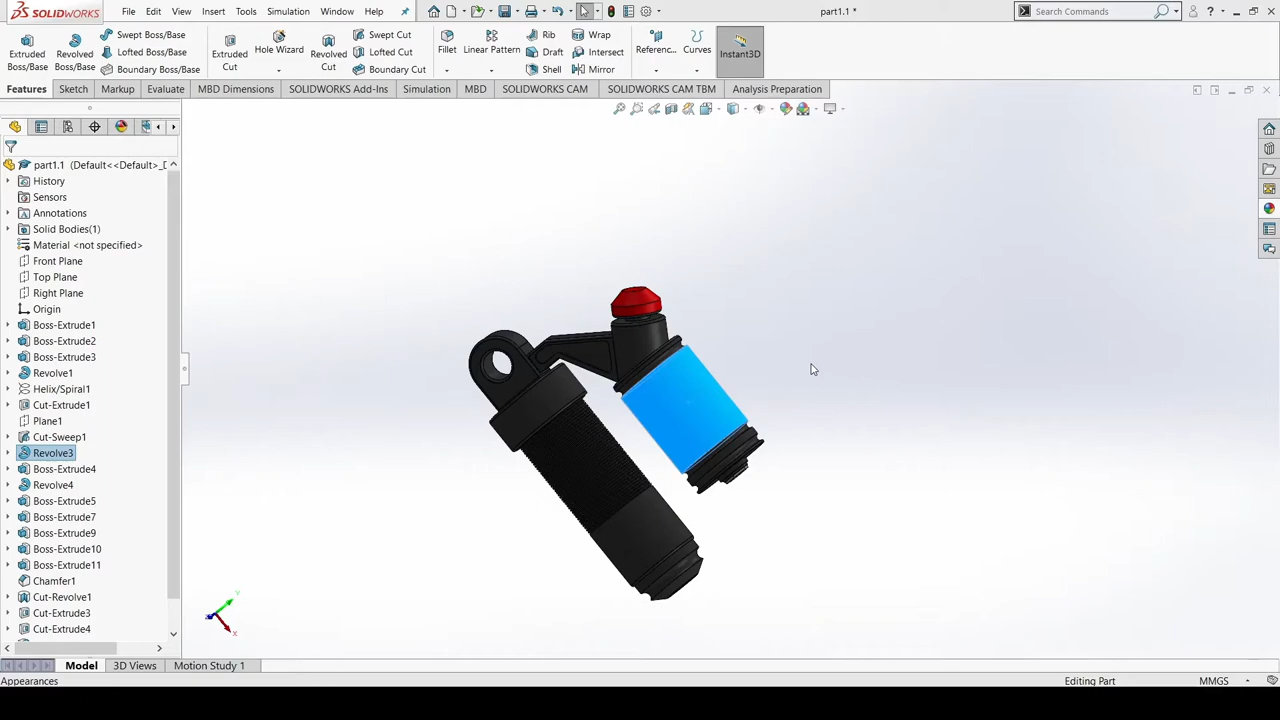 SOLIDWORKS File Edit View Insert Tools Simulation Window Help part1.1 * Search Commands ?
Extruded Boss/Base Revolved Boss/Base Swept Boss/Base Lofted Boss/Base Boundary Boss/Base Extruded Cut Hole Wizard Revolved Cut Swept Cut Lofted Cut Boundary Cut Fillet Linear Pattern Rib Draft Shell Wrap Intersect Mirror Referenc... Curves Instant3D
Features Sketch Markup Evaluate MBD Dimensions SOLIDWORKS Add-Ins Simulation MBD SOLIDWORKS CAM SOLIDWORKS CAM TBM Analysis Preparation
part1.1 (Default<<Default>_D
History
Sensors
Annotations
Solid Bodies(1)
Material <not specified>
Front Plane
Top Plane
Right Plane
Origin
Boss-Extrude1
Boss-Extrude2
Boss-Extrude3
Revolve1
Helix/Spiral1
Cut-Extrude1
Plane1
Cut-Sweep1
Revolve3
Boss-Extrude4
Revolve4
Boss-Extrude5
Boss-Extrude7
Boss-Extrude9
Boss-Extrude10
Boss-Extrude11
Chamfer1
Cut-Revolve1
Cut-Extrude3
Cut-Extrude4
Y
X
Model 3D Views Motion Study 1
Appearances Editing Part MMGS